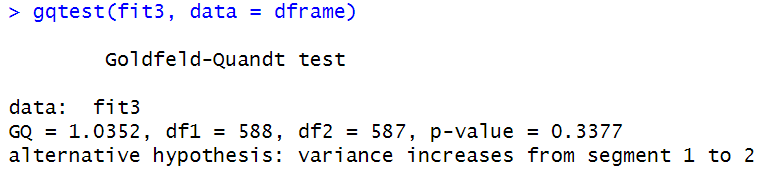 > gqtest(fit3, data = dframe)
Goldfeld-Quandt test
data:  fit3
GQ = 1.0352, df1 = 588, df2 = 587, p-value = 0.3377
alternative hypothesis: variance increases from segment 1 to 2